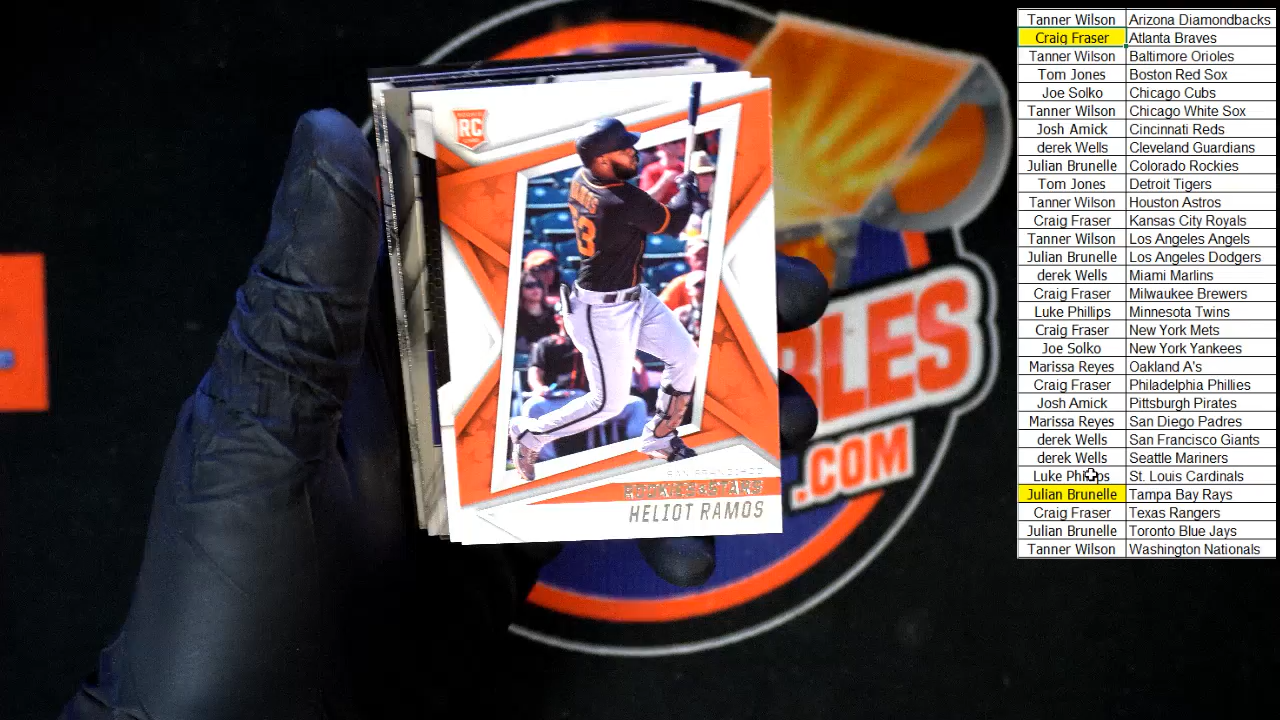 RC
SAN FRANCISCO
ROOKIES & STARS
HELIOT RAMOS
BLES
.COM
Tanner Wilson Arizona Diamondbacks
Craig Fraser Atlanta Braves
Tanner Wilson Baltimore Orioles
Tom Jones Boston Red Sox
Joe Solko Chicago Cubs
Tanner Wilson Chicago White Sox
Josh Amick Cincinnati Reds
derek Wells Cleveland Guardians
Julian Brunelle Colorado Rockies
Tom Jones Detroit Tigers
Tanner Wilson Houston Astros
Craig Fraser Kansas City Royals
Tanner Wilson Los Angeles Angels
Julian Brunelle Los Angeles Dodgers
derek Wells Miami Marlins
Craig Fraser Milwaukee Brewers
Luke Phillips Minnesota Twins
Craig Fraser New York Mets
Joe Solko New York Yankees
Marissa Reyes Oakland A's
Craig Fraser Philadelphia Phillies
Josh Amick Pittsburgh Pirates
Marissa Reyes San Diego Padres
derek Wells San Francisco Giants
derek Wells Seattle Mariners
Luke Phillips St. Louis Cardinals
Julian Brunelle Tampa Bay Rays
Craig Fraser Texas Rangers
Julian Brunelle Toronto Blue Jays
Tanner Wilson Washington Nationals